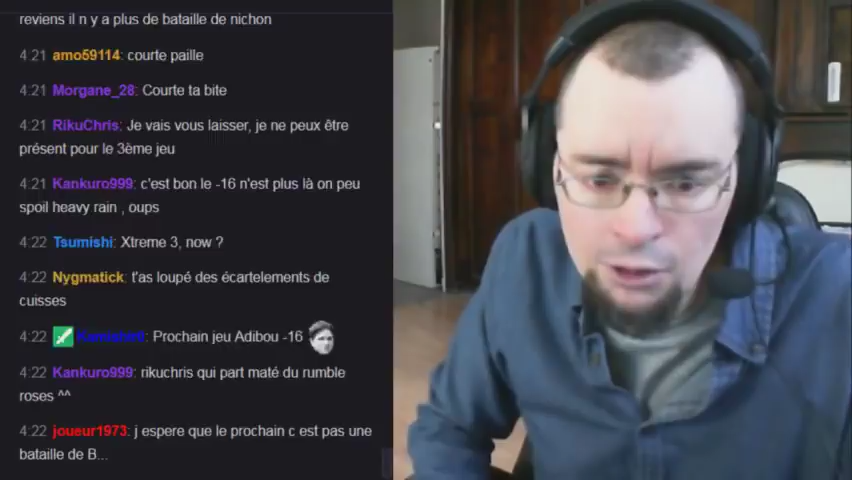 reviens il n y a plus de bataille de nichon
4:21 amo59114: courte paille
4:21 Morgane_28: Courte ta bite
4:21 RikuChris: Je vais vous laisser, je ne peux être
présent pour le 3ème jeu
4:21 Kankuro999: c'est bon le -16 n'est plus là on peu
spoil heavy rain , oups
4:22 Tsumishi: Xtreme 3, now ?
4:22 Nygmatick: t'as loupé des écartelements de
cuisses
4:22 : Prochain jeu Adibou -16
4:22 Kankuro999: rikuchris qui part maté du rumble
roses ^^
4:22 joueur1973: j espere que le prochain c est pas une
bataille de B...